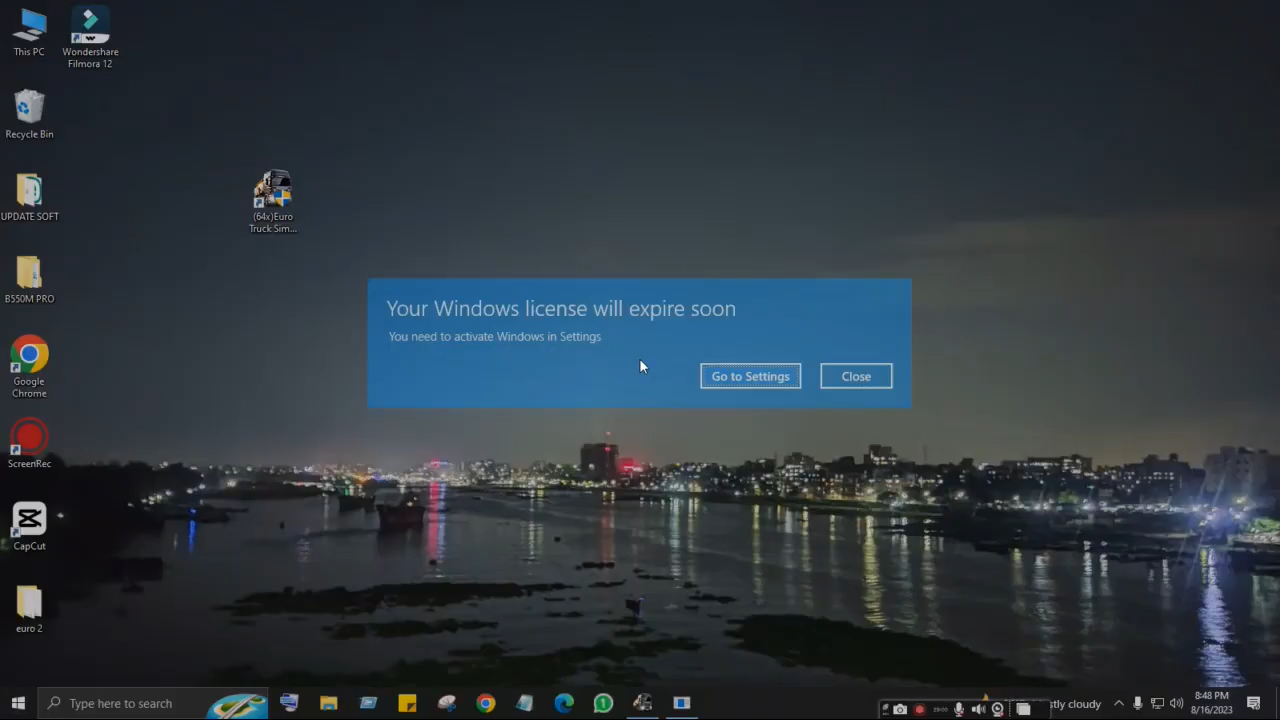 This PC
Wondershare
Filmora 12
Recycle Bin
(64x)Euro
Truck Sim...
UPDATE SOFT
B550M PRO
Google
Chrome
ScreenRec
CapCut
euro 2
Your Windows license will expire soon
You need to activate Windows in Settings
Go to Settings
Close
Type here to search
stly cloudy
8:48 PM
8/16/2023